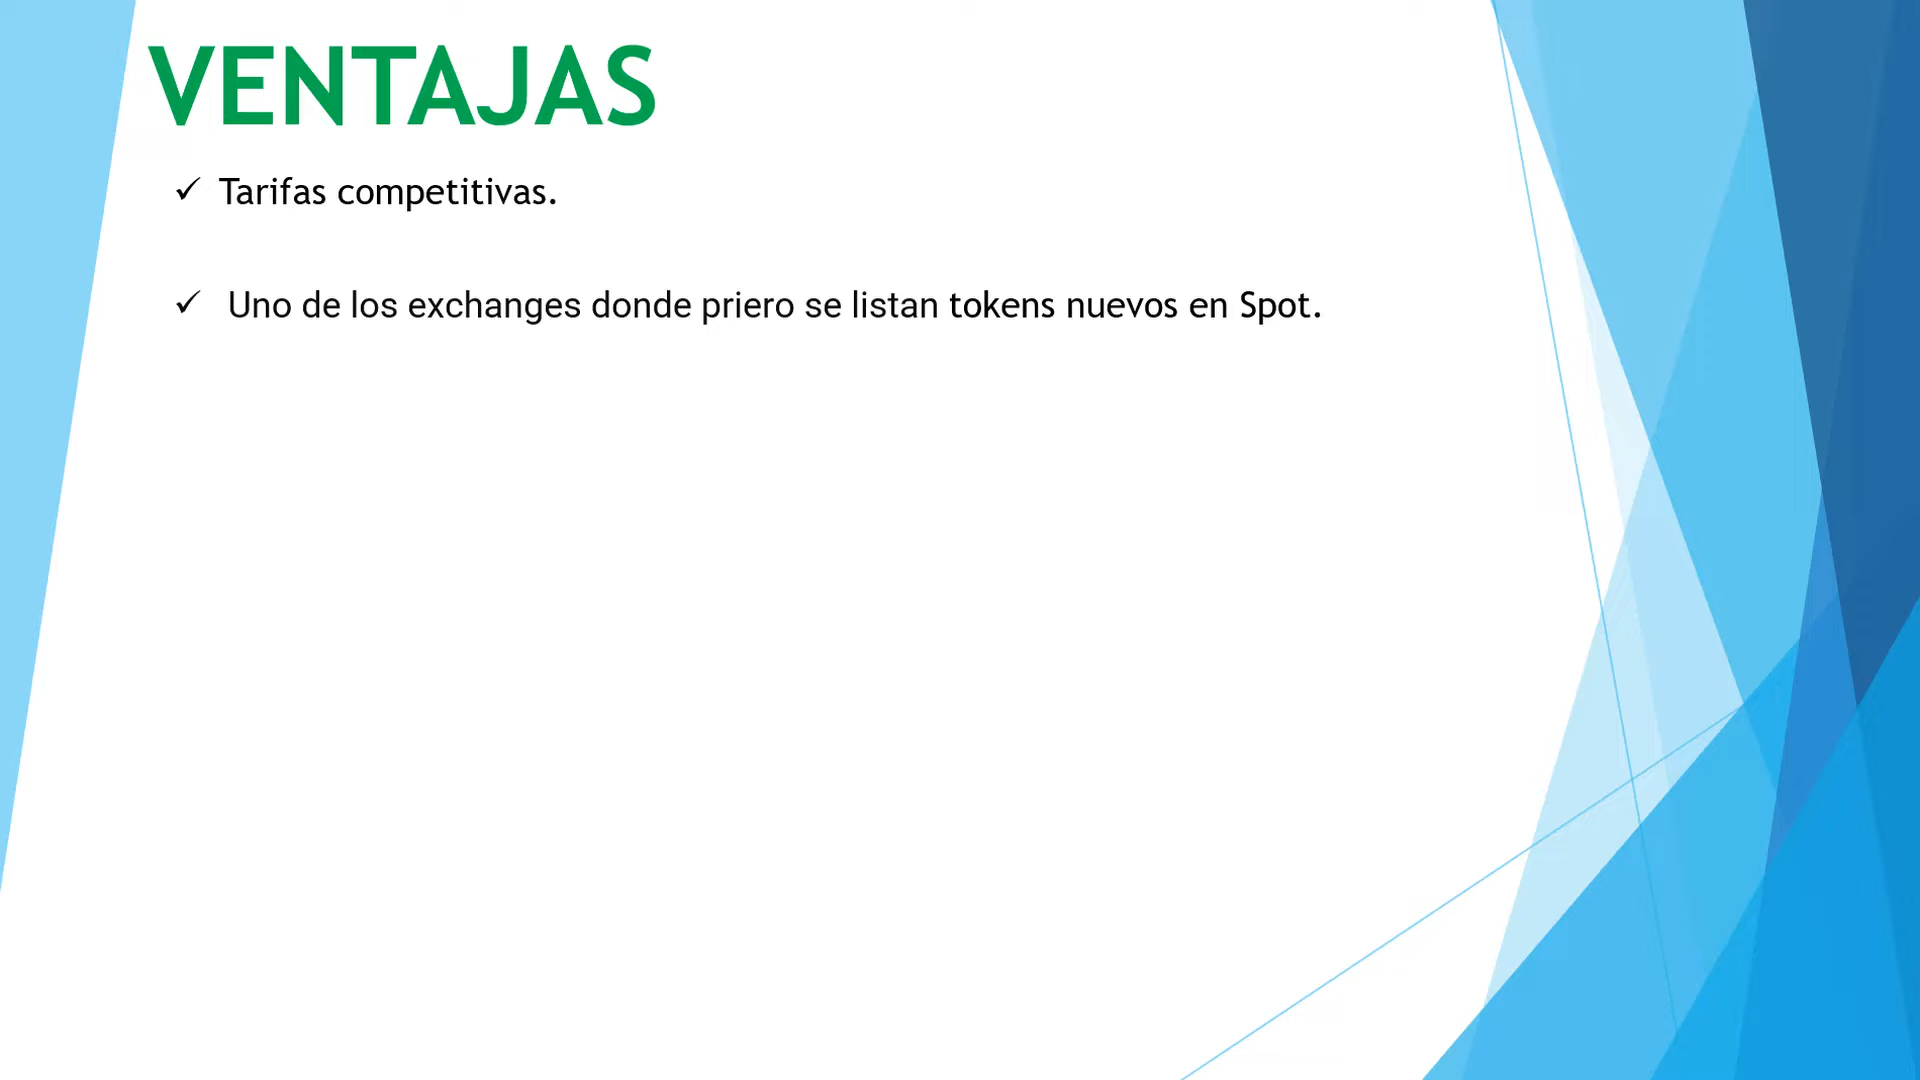 VENTAJAS
✓ Tarifas competitivas.
✓ Uno de los exchanges donde priero se listan tokens nuevos en Spot.